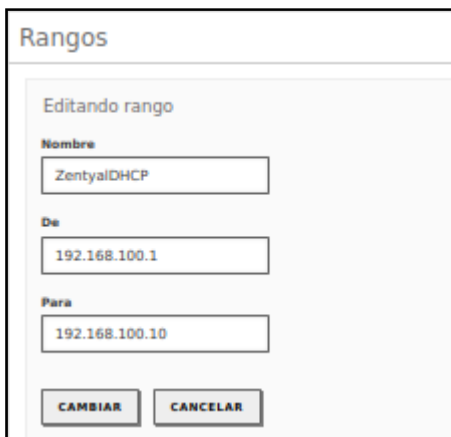 Rangos
Editando rango
Nombre
ZentyalDHCP
De
192.168.100.1
Para
192.168.100.10
CAMBIAR CANCELAR